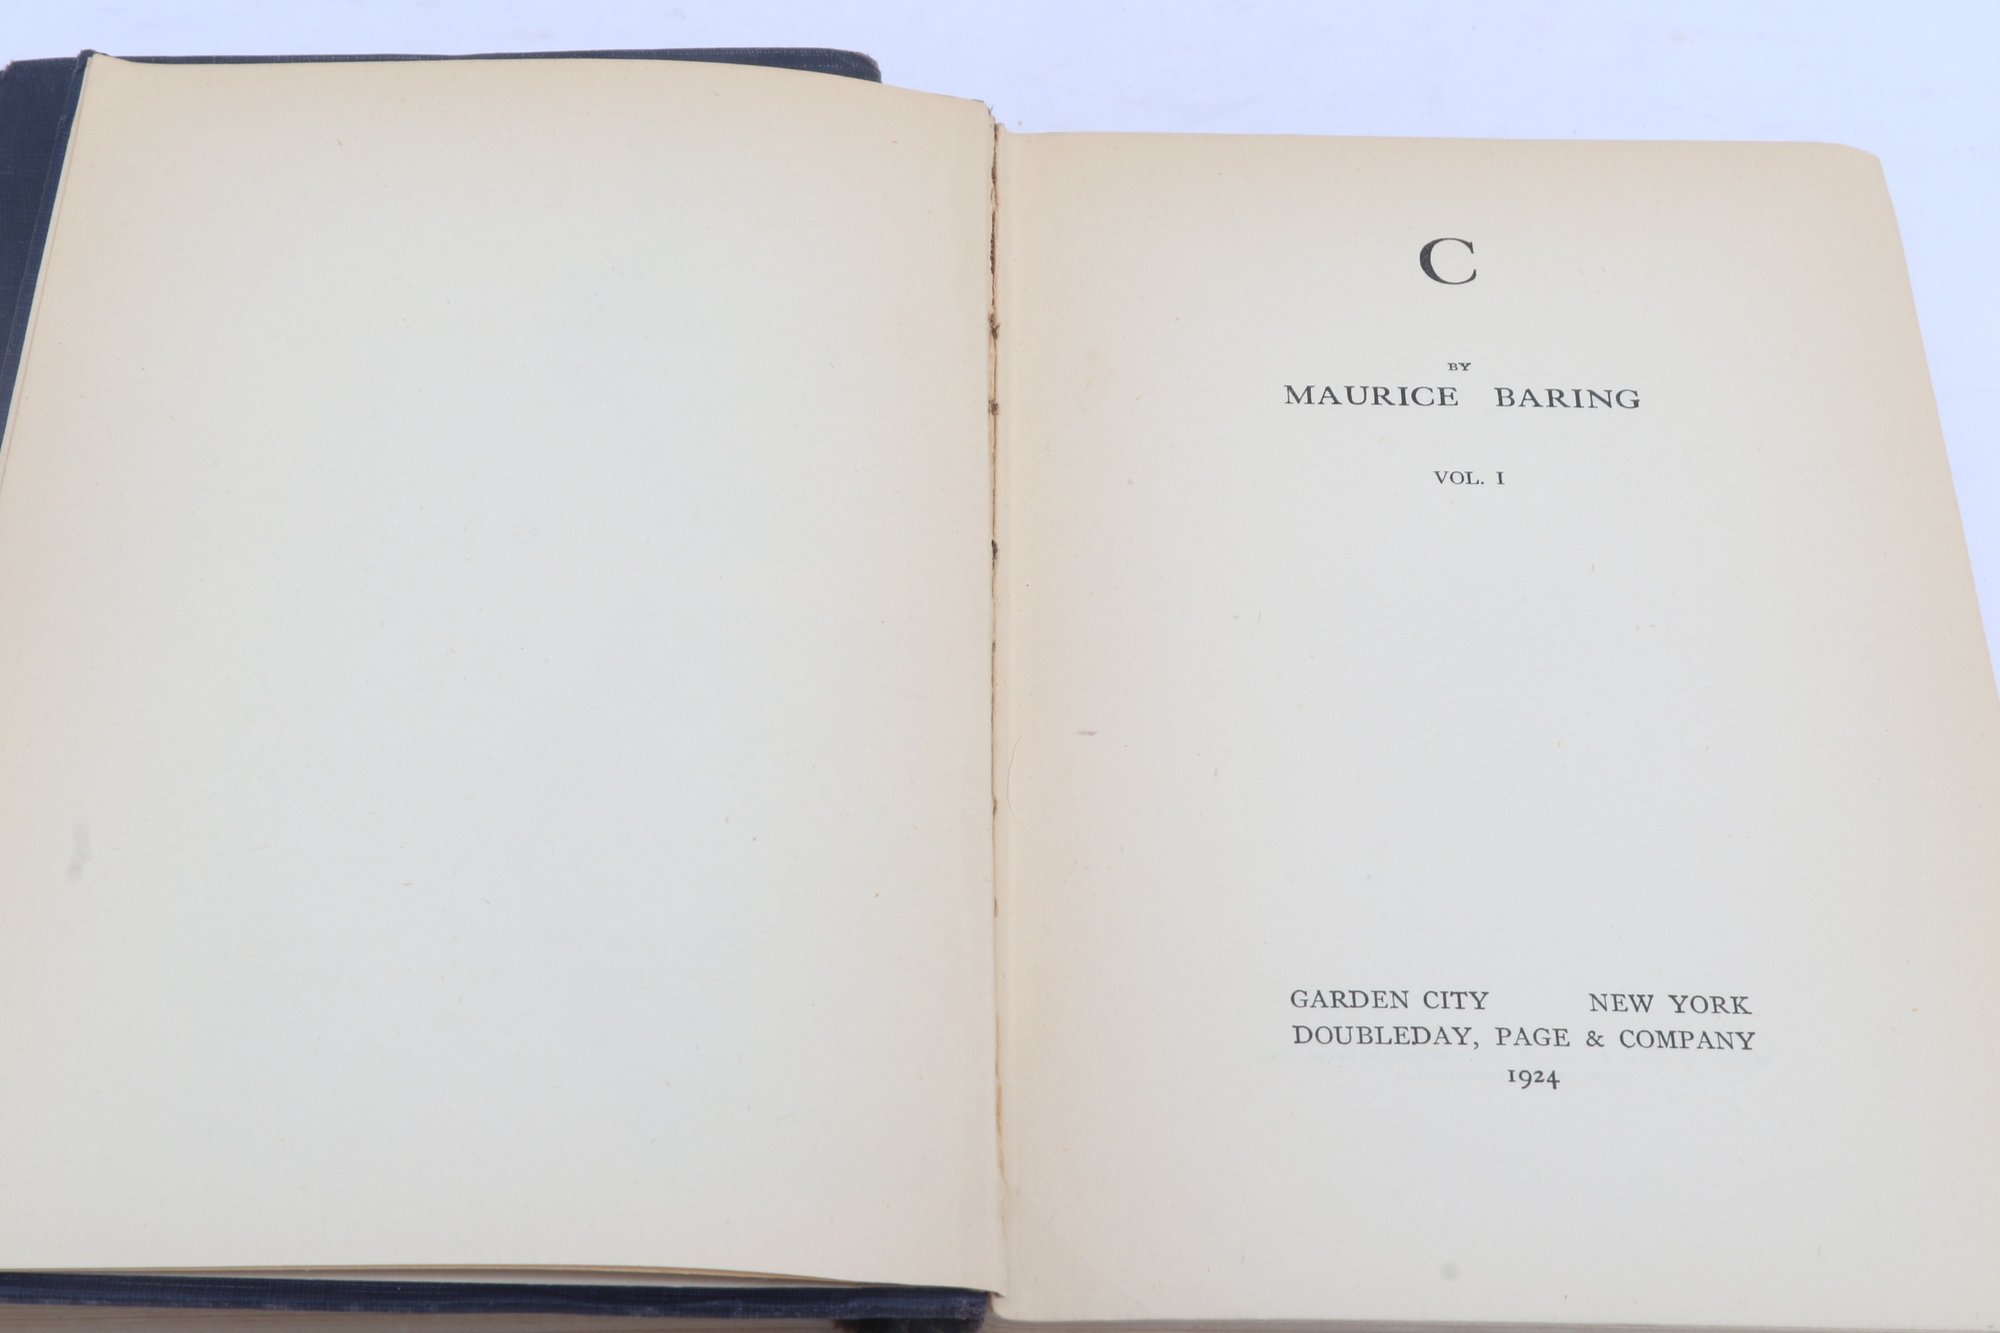 C
BY
MAURICE BARING
VOL. I
GARDEN CITY NEW YORK
DOUBLEDAY, PAGE & COMPANY
1924